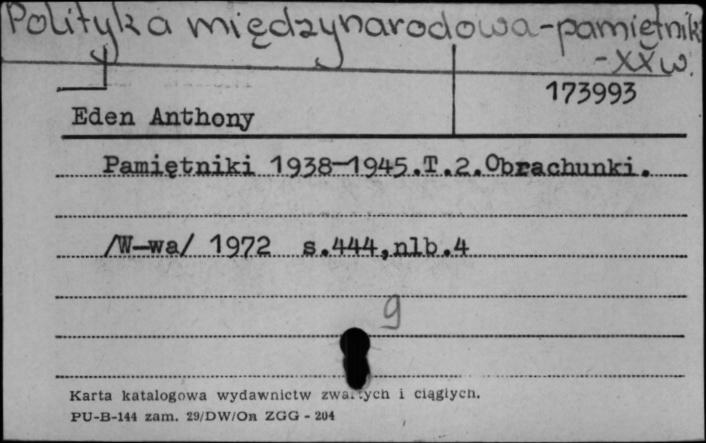 Polityka międzynarodowa - pamiętniki
- XX w.
173993
Eden Anthony
Pamiętniki 1938-1945.T.2.Obrachunki.
/W-wa/ 1972 s.444,nlb.4
9
Karta katalogowa wydawnictw zwartych i ciągłych.
PU-B-144 zam. 29/DW/On ZGG - 204